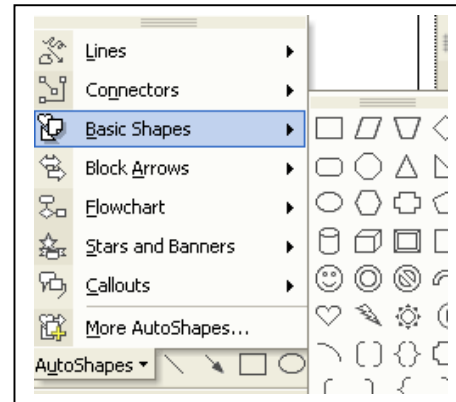 Lines
Connectors
Basic Shapes
Block Arrows
Flowchart
Stars and Banners
Callouts
More AutoShapes...
AutoShapes